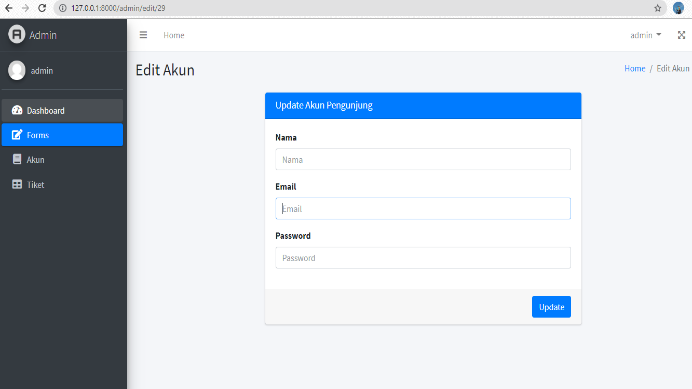 127.0.0.1:8000/admin/edit/29
Admin
Home
admin
admin
Edit Akun
Home / Edit Akun
Dashboard
Forms
Akun
Tiket
Update Akun Pengunjung
Nama
Nama
Email
Email
Password
Password
Update